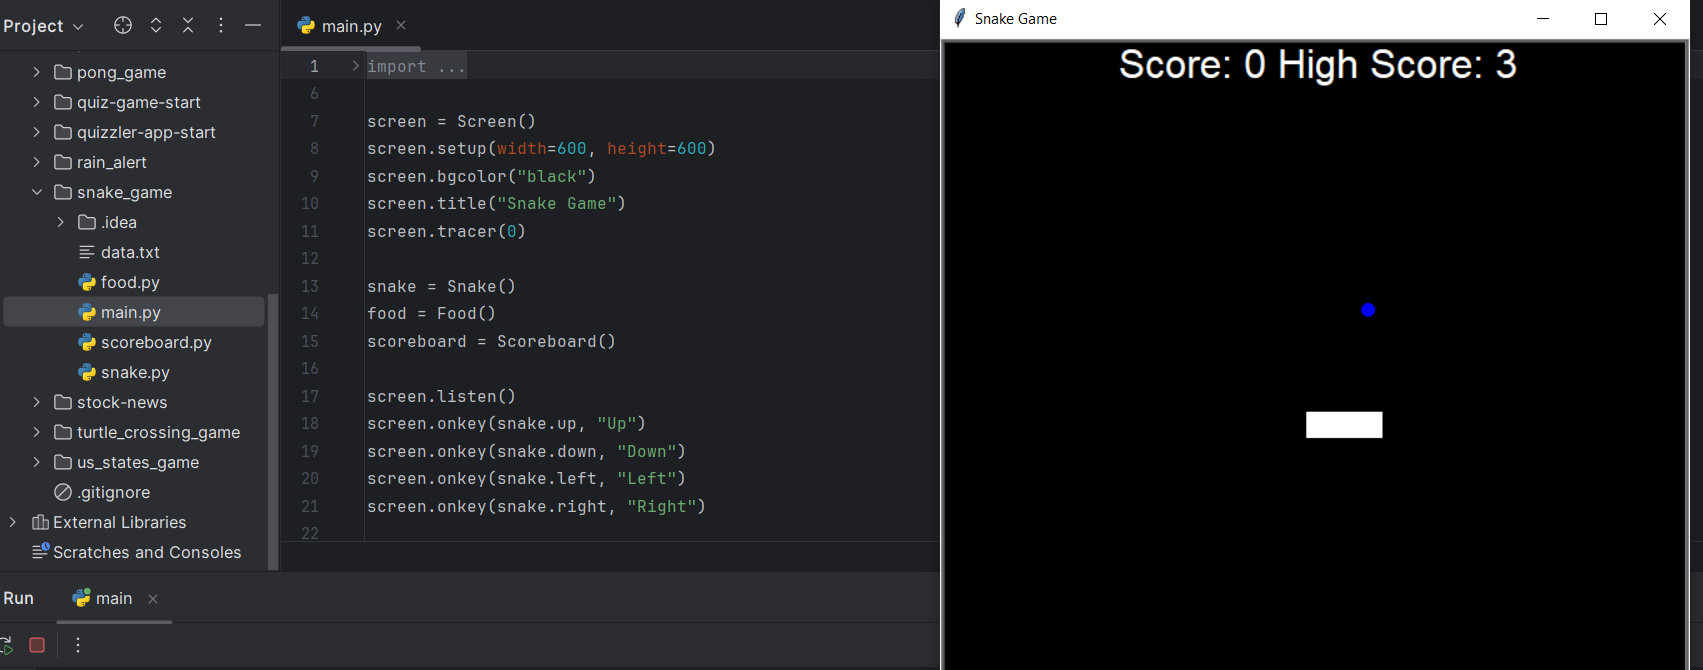 Project
pong_game
quiz-game-start
quizzler-app-start
rain_alert
snake_game
.idea
data.txt
food.py
main.py
scoreboard.py
snake.py
stock-news
turtle_crossing_game
us_states_game
.gitignore
External Libraries
Scratches and Consoles
main.py
1 import ...
6
7 screen = Screen()
8 screen.setup(width=600, height=600)
9 screen.bgcolor("black")
10 screen.title("Snake Game")
11 screen.tracer(0)
12
13 snake = Snake()
14 food = Food()
15 scoreboard = Scoreboard()
16
17 screen.listen()
18 screen.onkey(snake.up, "Up")
19 screen.onkey(snake.down, "Down")
20 screen.onkey(snake.left, "Left")
21 screen.onkey(snake.right, "Right")
22
Run main
Snake Game
Score: 0 High Score: 3